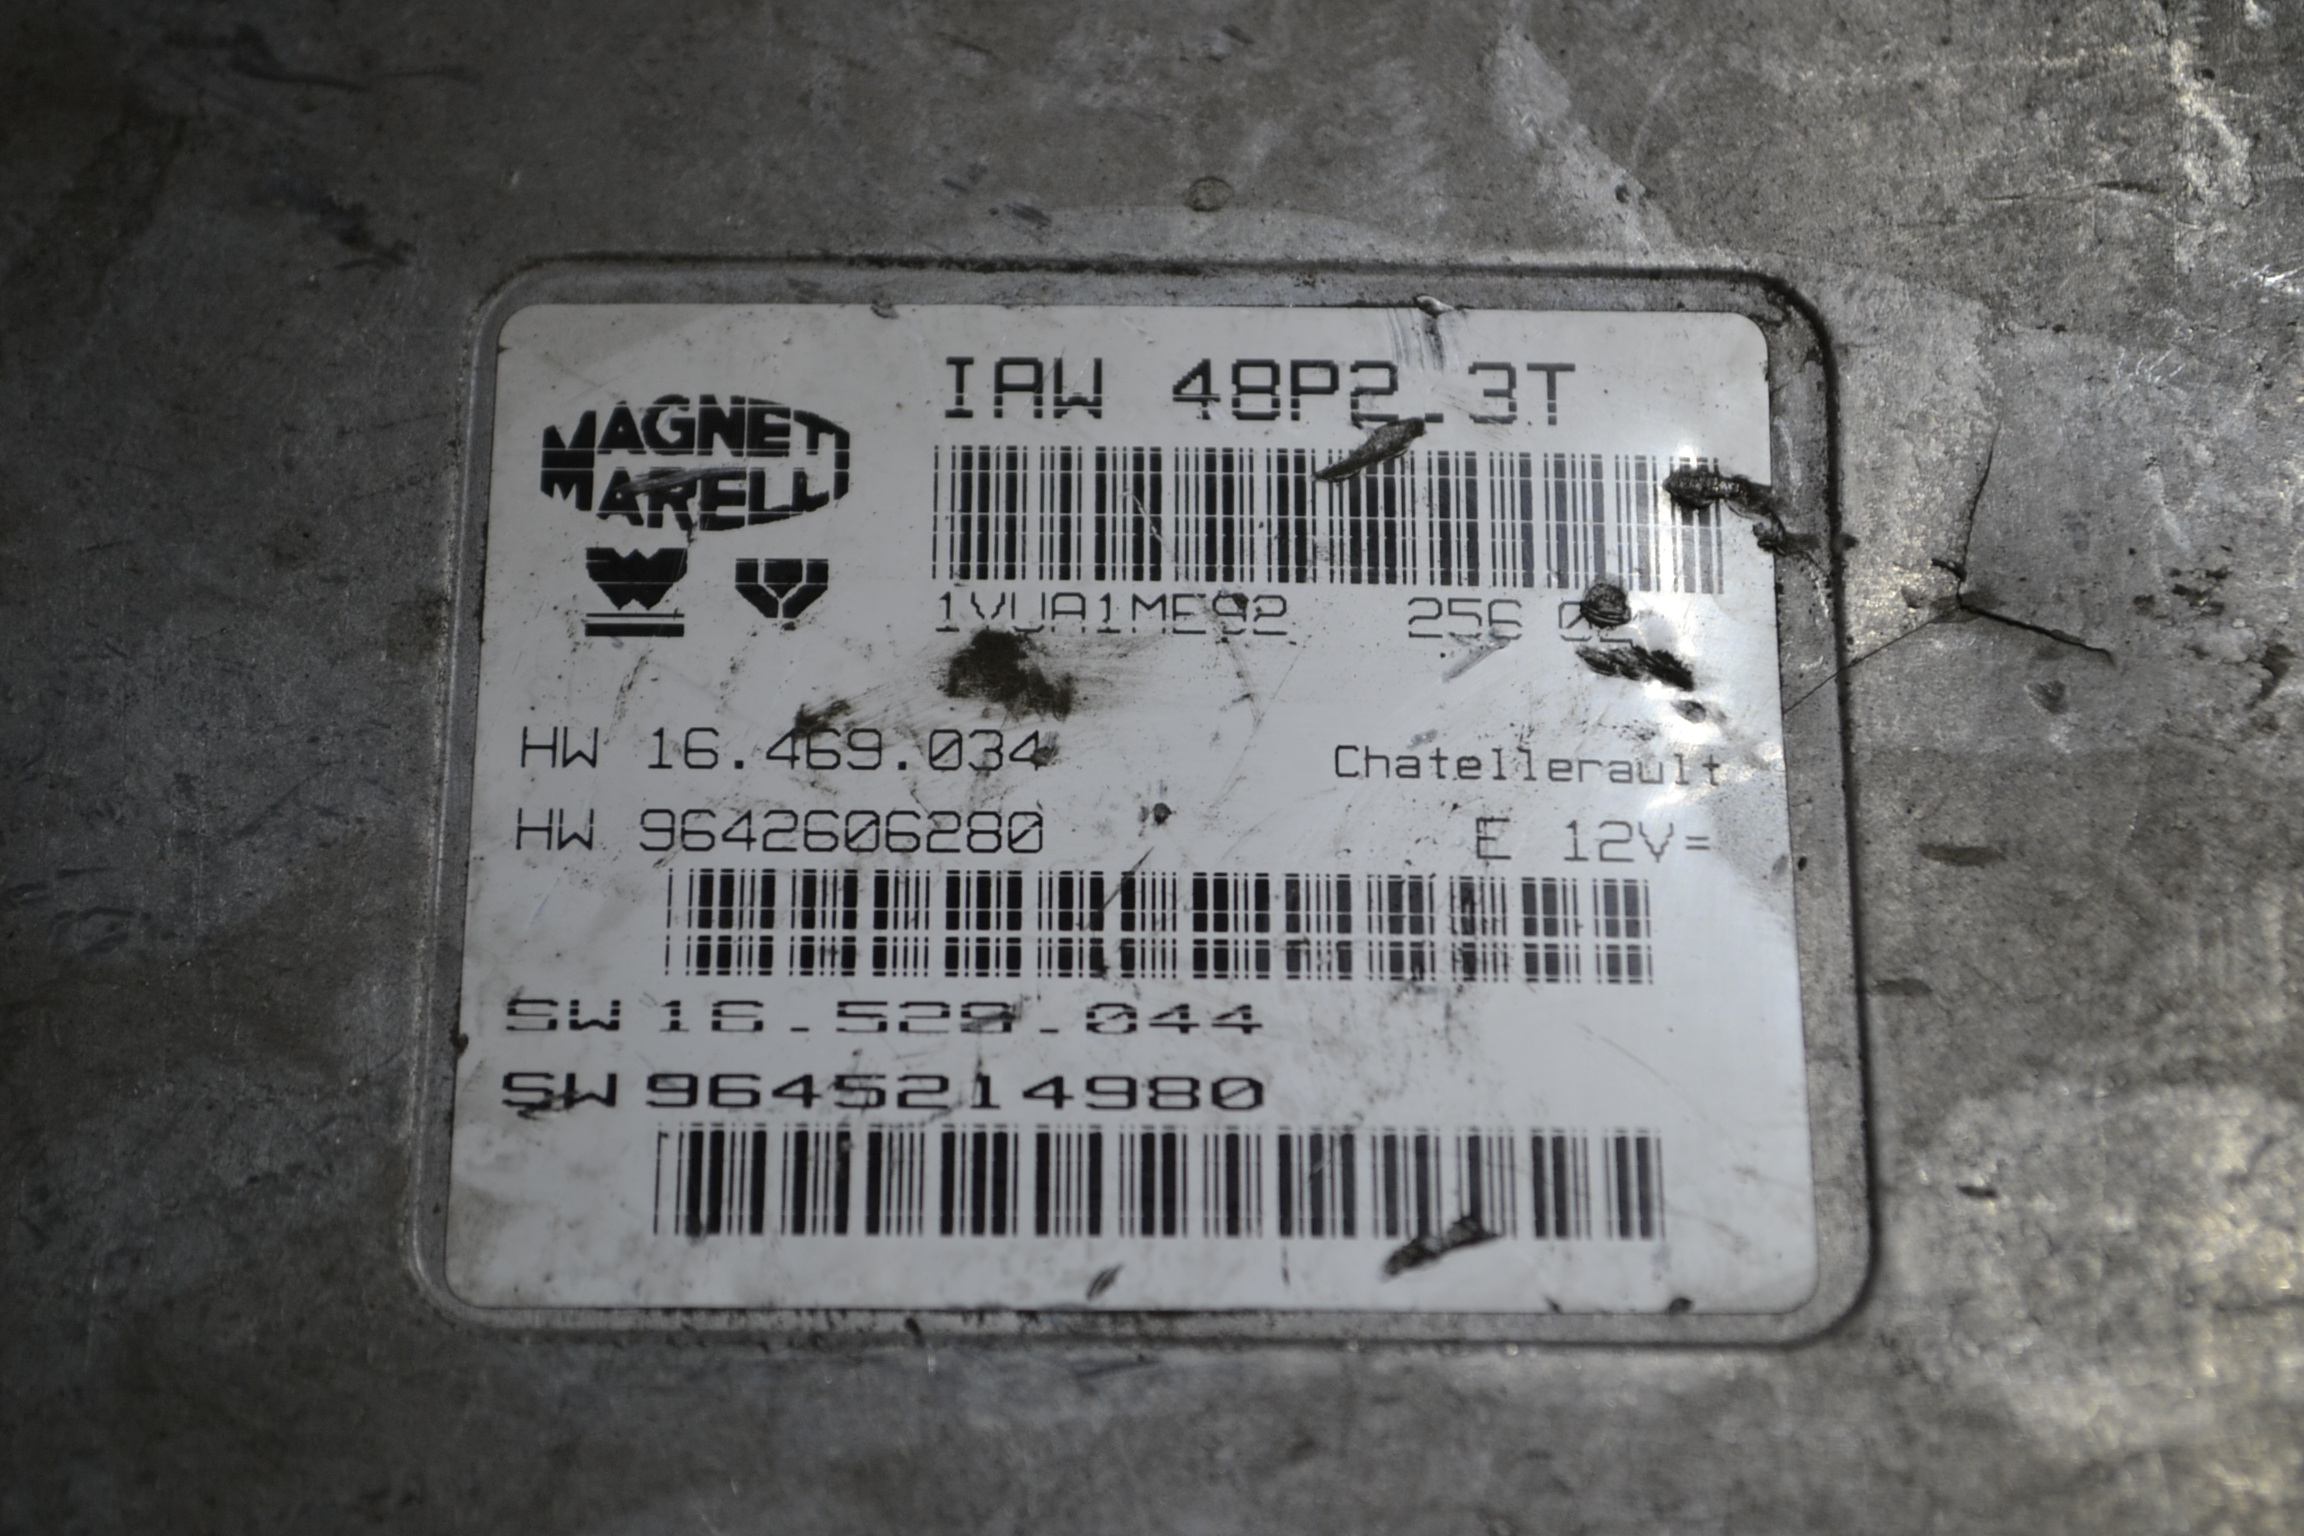 IAW 48P2.3T
MAGNETI
MARELLI
1VUA1ME92 256
HW 16.469.034
Chatellerault
HW 9642606280
E 12V=
SW 16.529.044
SW 9645214980